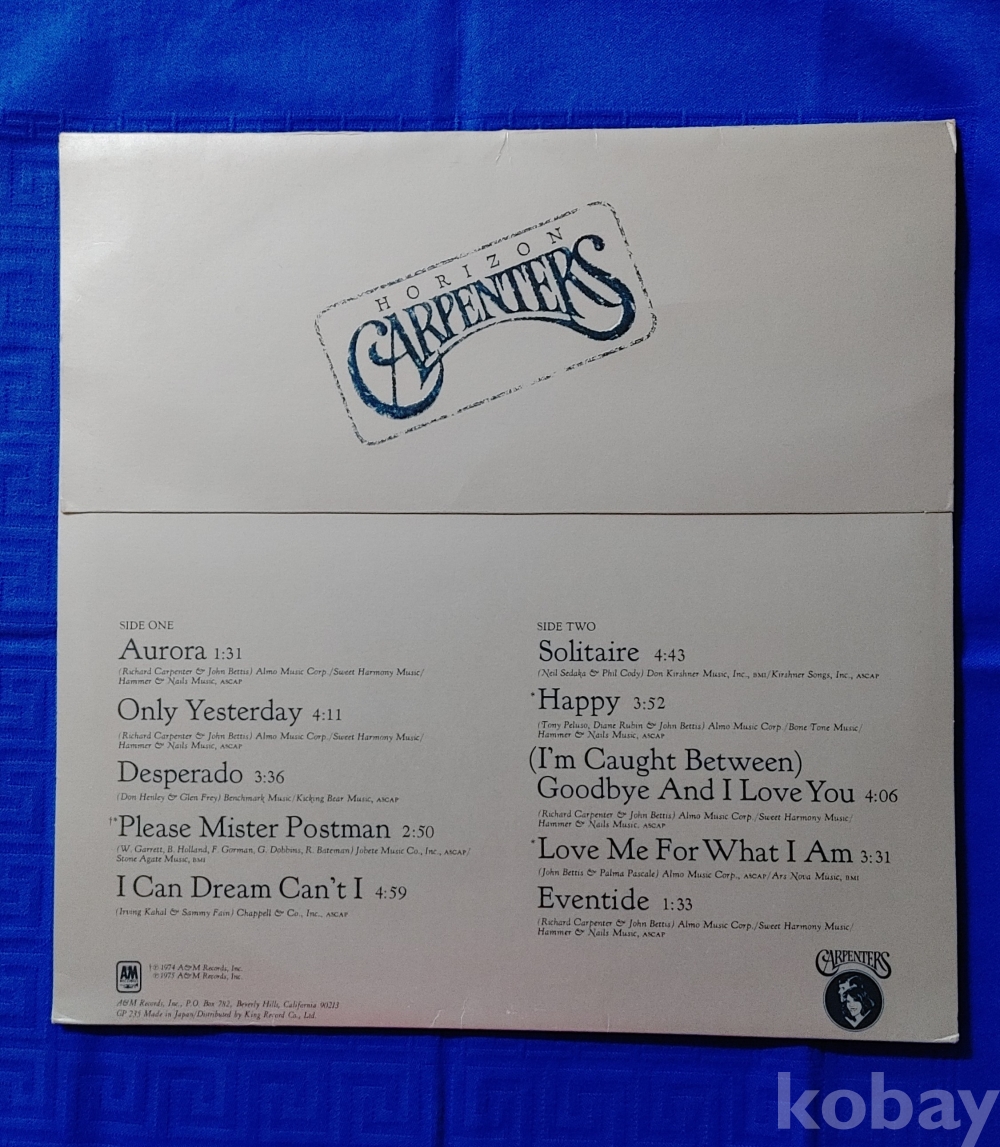 HORIZON
CARPENTERS
SIDE ONE
Aurora 1:31
(Richard Carpenter & John Bettis) Almo Music Corp./Sweet Harmony Music/
Hammer & Nails Music, ASCAP
Only Yesterday 4:11
(Richard Carpenter & John Bettis) Almo Music Corp./Sweet Harmony Music/
Hammer & Nails Music, ASCAP
Desperado 3:36
(Don Henley & Glen Frey) Benchmark Music/Kicking Bear Music, ASCAP
†*Please Mister Postman 2:50
(W. Garrett, B. Holland, F. Gorman, G. Dobbins, R. Bateman) Jobete Music Co., Inc., ASCAP/
Stone Agate Music, BMI
I Can Dream Can't I 4:59
(Irving Kahal & Sammy Fain) Chappell & Co., Inc., ASCAP
SIDE TWO
Solitaire 4:43
(Neil Sedaka & Phil Cody) Don Kirshner Music, Inc., BMI/Kirshner Songs, Inc., ASCAP
*Happy 3:52
(Tony Peluso, Diane Rubin & John Bettis) Almo Music Corp./Bone Tone Music/
Hammer & Nails Music, ASCAP
(I'm Caught Between)
Goodbye And I Love You 4:06
(Richard Carpenter & John Bettis) Almo Music Corp./Sweet Harmony Music/
Hammer & Nails Music, ASCAP
*Love Me For What I Am 3:31
(John Bettis & Palma Pascale) Almo Music Corp., ASCAP/Ars Nova Music, BMI
Eventide 1:33
(Richard Carpenter & John Bettis) Almo Music Corp./Sweet Harmony Music/
Hammer & Nails Music, ASCAP
A&M
RECORDS
†℗ 1974 A&M Records, Inc.
℗ 1975 A&M Records, Inc.
A&M Records, Inc., P.O. Box 782, Beverly Hills, California 90213
GP 235 Made in Japan/Distributed by King Record Co., Ltd.
CARPENTERS
kobay